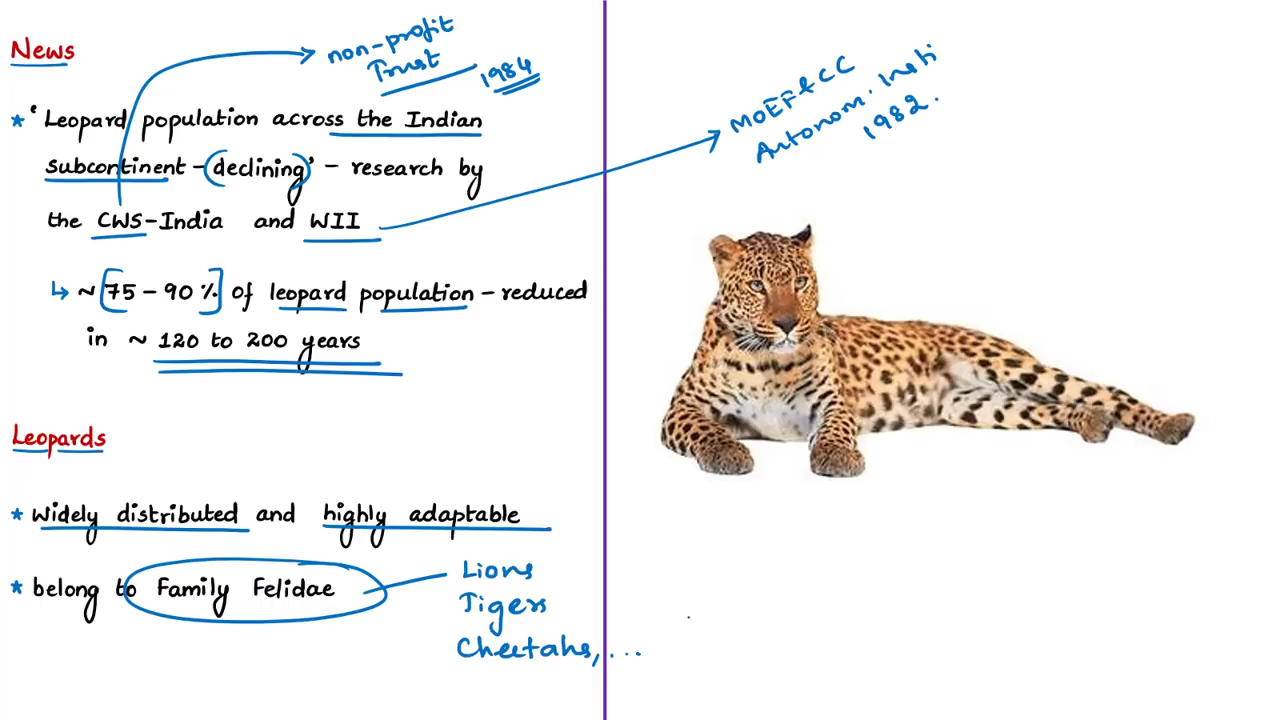 News
non-profit
Trust
1984
MOEF&CC
Autonom. Insti
1982.
* 'Leopard population across the Indian
subcontinent - (declining)' - research by
the CWS-India and WII
↳ ~ [75 - 90 %] of leopard population - reduced
in ~ 120 to 200 years
Leopards
* widely distributed and highly adaptable
* belong to Family Felidae
Lions
Tigers
Cheetahs, ...